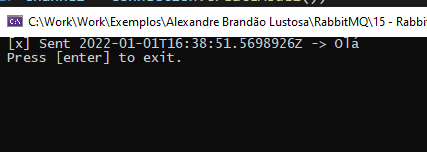 C:\Work\Work\Exemplos\Alexandre Brandão Lustosa\RabbitMQ\15 - Rabbi
[x] Sent 2022-01-01T16:38:51.5698926Z -> Olá
Press [enter] to exit.